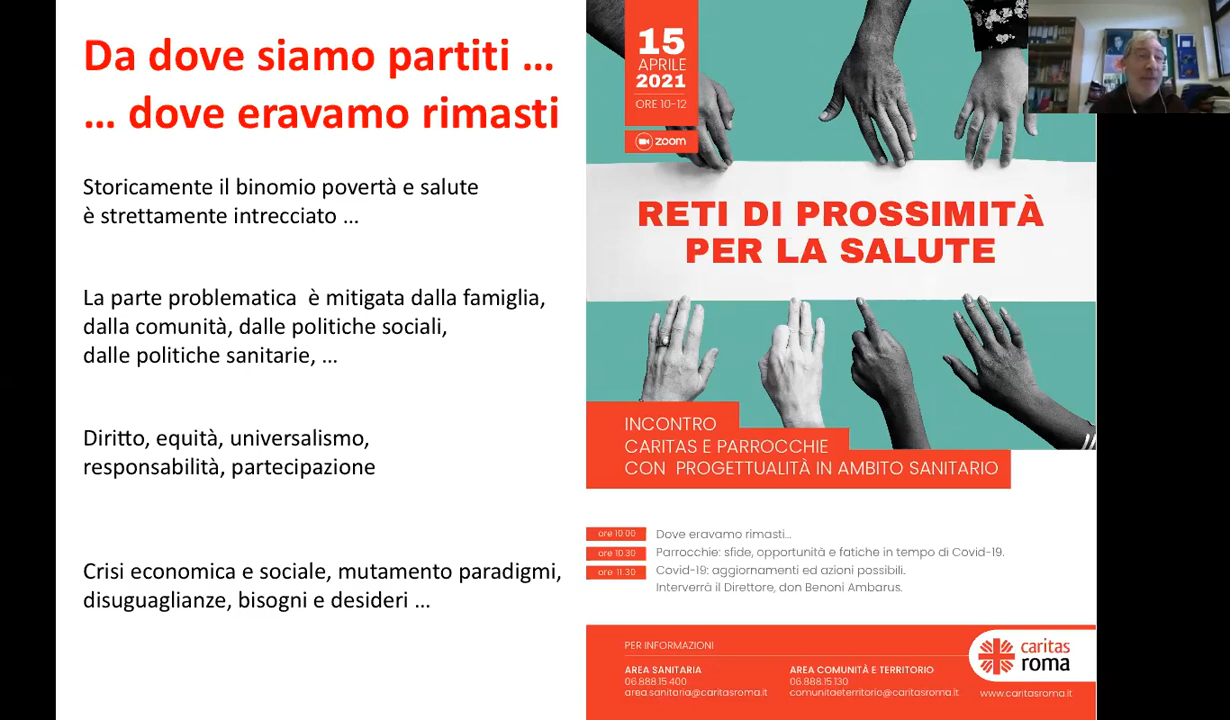 Da dove siamo partiti ...
... dove eravamo rimasti
Storicamente il binomio povertà e salute
è strettamente intrecciato ...
La parte problematica è mitigata dalla famiglia,
dalla comunità, dalle politiche sociali,
dalle politiche sanitarie, ...
Diritto, equità, universalismo,
responsabilità, partecipazione
Crisi economica e sociale, mutamento paradigmi,
disuguaglianze, bisogni e desideri ...
15
APRILE
2021
ORE 10-12
zoom
RETI DI PROSSIMITÀ
PER LA SALUTE
INCONTRO
CARITAS E PARROCCHIE
CON PROGETTUALITÀ IN AMBITO SANITARIO
ore 10:00 Dove eravamo rimasti...
ore 10:30 Parrocchie: sfide, opportunità e fatiche in tempo di Covid-19.
ore 11:30 Covid-19: aggiornamenti ed azioni possibili.
Interverrà il Direttore, don Benoni Ambarus.
PER INFORMAZIONI
AREA SANITARIA
06.888.15.400
area.sanitaria@caritasroma.it
AREA COMUNITÀ E TERRITORIO
06.888.15.130
comunitaeterritorio@caritasroma.it
caritas
roma
www.caritasroma.it